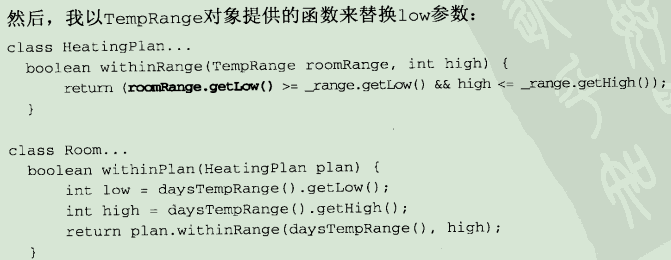 然后，我以TempRange对象提供的函数来替换low参数：
class HeatingPlan...
  boolean withinRange(TempRange roomRange, int high) {
      return (roomRange.getLow() >= _range.getLow() && high <= _range.getHigh());
  }
class Room...
  boolean withinPlan(HeatingPlan plan) {
      int low = daysTempRange().getLow();
      int high = daysTempRange().getHigh();
      return plan.withinRange(daysTempRange(), high);
  }